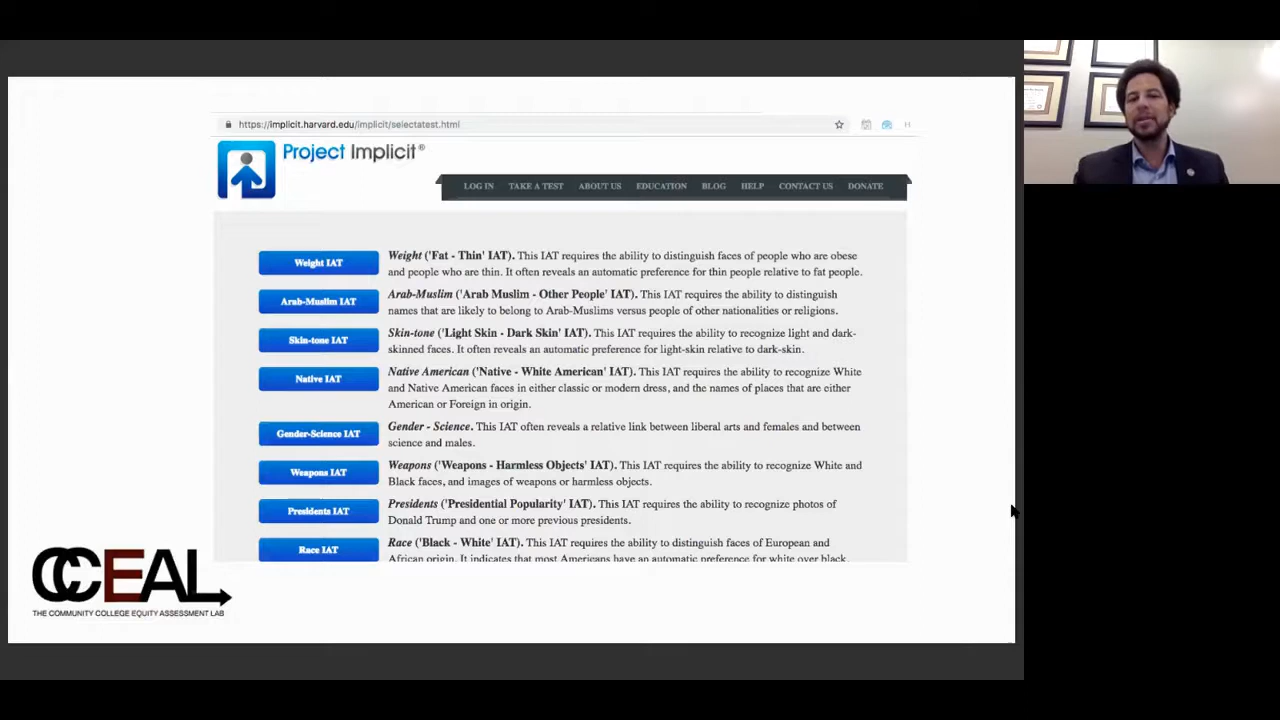 https://implicit.harvard.edu/implicit/selectatest.html
Project Implicit®
LOG IN TAKE A TEST ABOUT US EDUCATION BLOG HELP CONTACT US DONATE
Weight IAT
Weight ('Fat - Thin' IAT). This IAT requires the ability to distinguish faces of people who are obese
and people who are thin. It often reveals an automatic preference for thin people relative to fat people.
Arab-Muslim IAT
Arab-Muslim ('Arab Muslim - Other People' IAT). This IAT requires the ability to distinguish
names that are likely to belong to Arab-Muslims versus people of other nationalities or religions.
Skin-tone IAT
Skin-tone ('Light Skin - Dark Skin' IAT). This IAT requires the ability to recognize light and dark-
skinned faces. It often reveals an automatic preference for light-skin relative to dark-skin.
Native IAT
Native American ('Native - White American' IAT). This IAT requires the ability to recognize White
and Native American faces in either classic or modern dress, and the names of places that are either
American or Foreign in origin.
Gender-Science IAT
Gender - Science. This IAT often reveals a relative link between liberal arts and females and between
science and males.
Weapons IAT
Weapons ('Weapons - Harmless Objects' IAT). This IAT requires the ability to recognize White and
Black faces, and images of weapons or harmless objects.
Presidents IAT
Presidents ('Presidential Popularity' IAT). This IAT requires the ability to recognize photos of
Donald Trump and one or more previous presidents.
Race IAT
Race ('Black - White' IAT). This IAT requires the ability to distinguish faces of European and
African origin. It indicates that most Americans have an automatic preference for white over black.
CCEAL
THE COMMUNITY COLLEGE EQUITY ASSESSMENT LAB